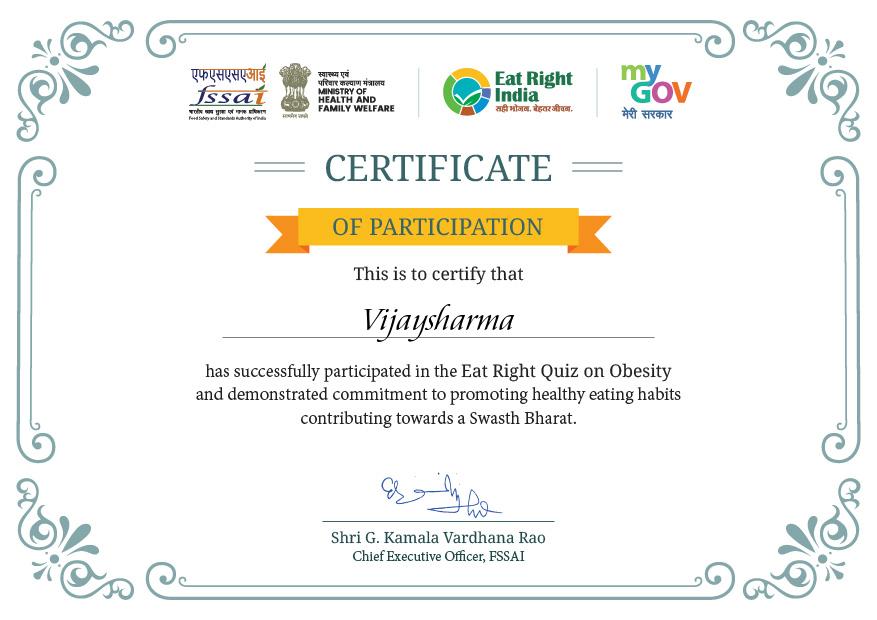 एफएसएसएआई
fssai
भारतीय खाद्य सुरक्षा एवं मानक प्राधिकरण
Food Safety and Standards Authority of India
सत्यमेव जयते
स्वास्थ्य एवं
परिवार कल्याण मंत्रालय
MINISTRY OF
HEALTH AND
FAMILY WELFARE
Eat Right
India
सही भोजन. बेहतर जीवन.
my
GOV
मेरी सरकार
CERTIFICATE
OF PARTICIPATION
This is to certify that
Vijaysharma
has successfully participated in the Eat Right Quiz on Obesity
and demonstrated commitment to promoting healthy eating habits
contributing towards a Swasth Bharat.
Shri G. Kamala Vardhana Rao
Chief Executive Officer, FSSAI